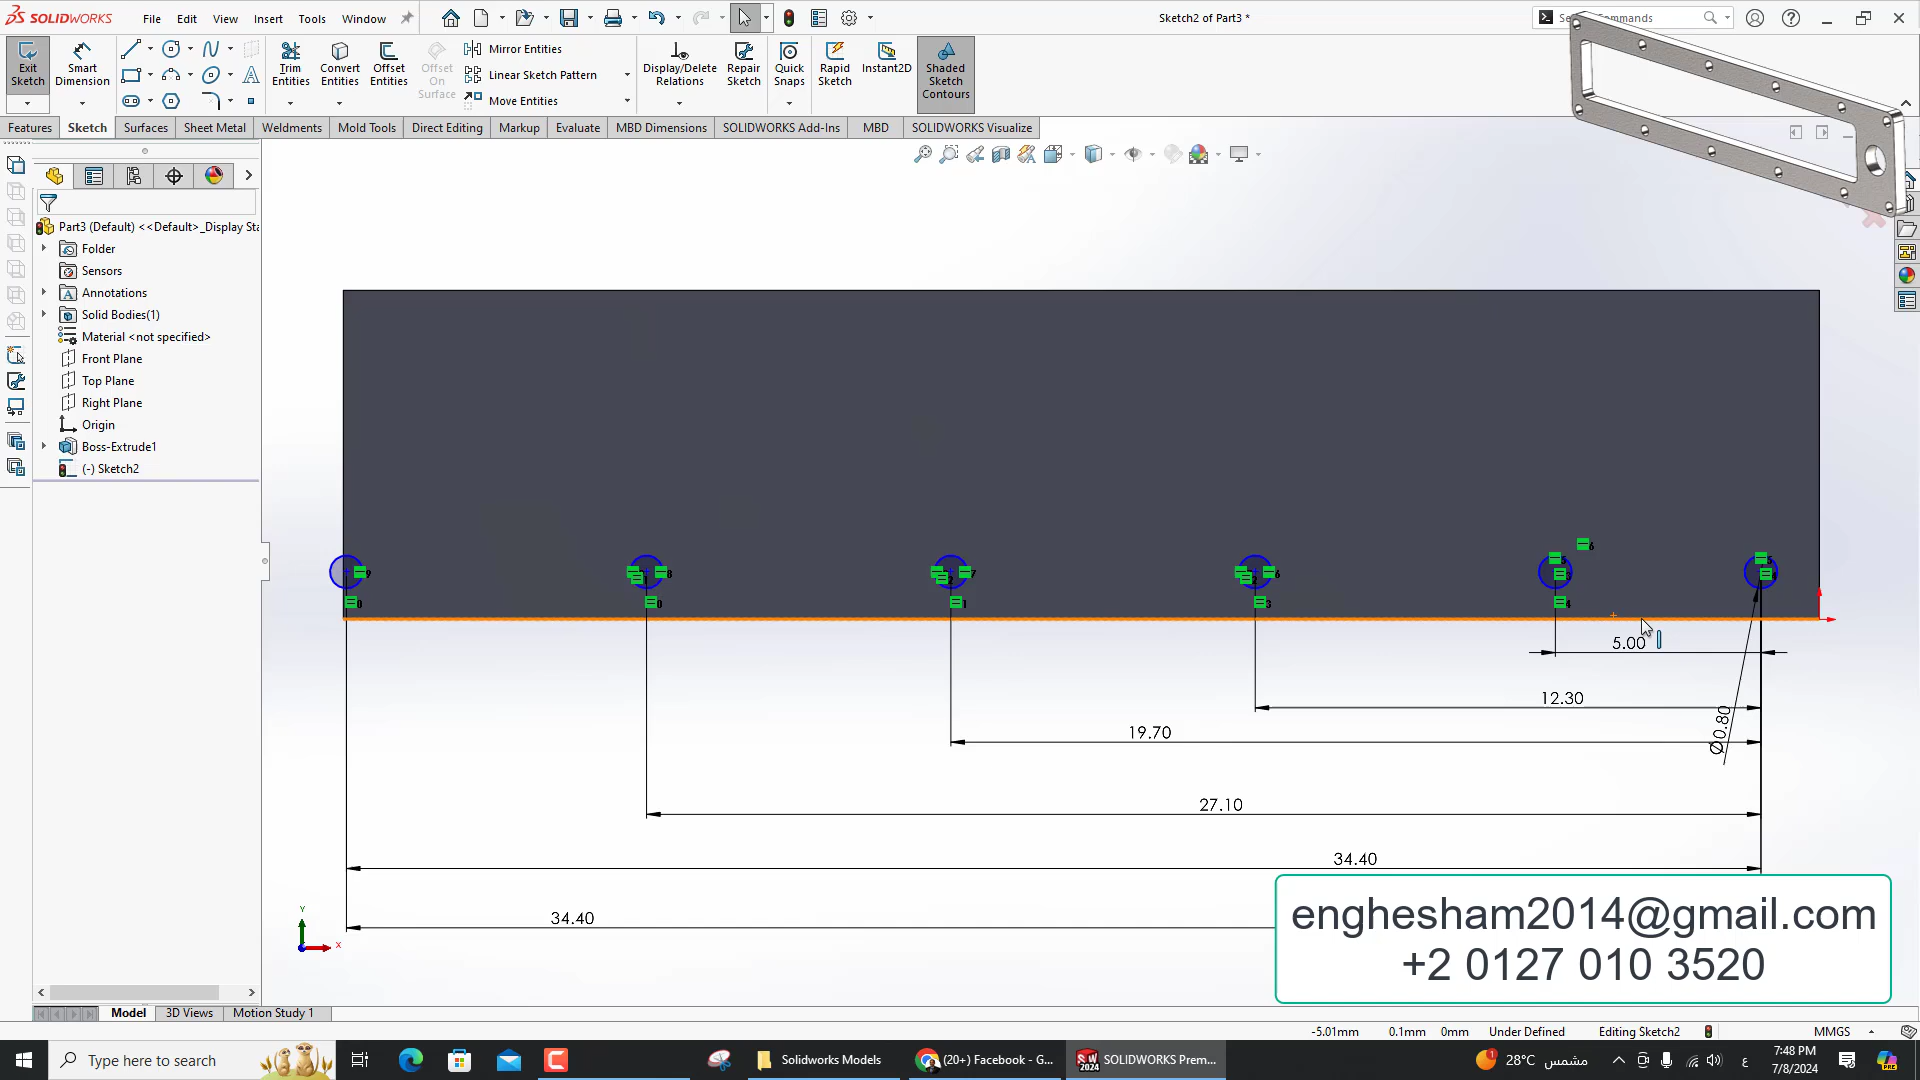 SOLIDWORKS
File Edit View Insert Tools Window
Sketch2 of Part3 *
Commands
Exit Sketch
Smart Dimension
Trim Entities
Convert Entities
Offset Entities
Offset On Surface
Mirror Entities
Linear Sketch Pattern
Move Entities
Display/Delete Relations
Repair Sketch
Quick Snaps
Rapid Sketch
Instant2D
Shaded Sketch Contours
Features Sketch Surfaces Sheet Metal Weldments Mold Tools Direct Editing Markup Evaluate MBD Dimensions SOLIDWORKS Add-Ins MBD SOLIDWORKS Visualize
Part3 (Default) <<Default>_Display Sta
Folder
Sensors
Annotations
Solid Bodies(1)
Material <not specified>
Front Plane
Top Plane
Right Plane
Origin
Boss-Extrude1
(-) Sketch2
5.00
12.30
Ø0.80
19.70
27.10
34.40
34.40
Y
X
enghesham2014@gmail.com
+2 0127 010 3520
Model 3D Views Motion Study 1
-5.01mm 0.1mm 0mm Under Defined Editing Sketch2 MMGS
Type here to search
Solidworks Models
(20+) Facebook - G...
SOLIDWORKS Prem...
28°C مشمس
ع
7:48 PM
7/8/2024